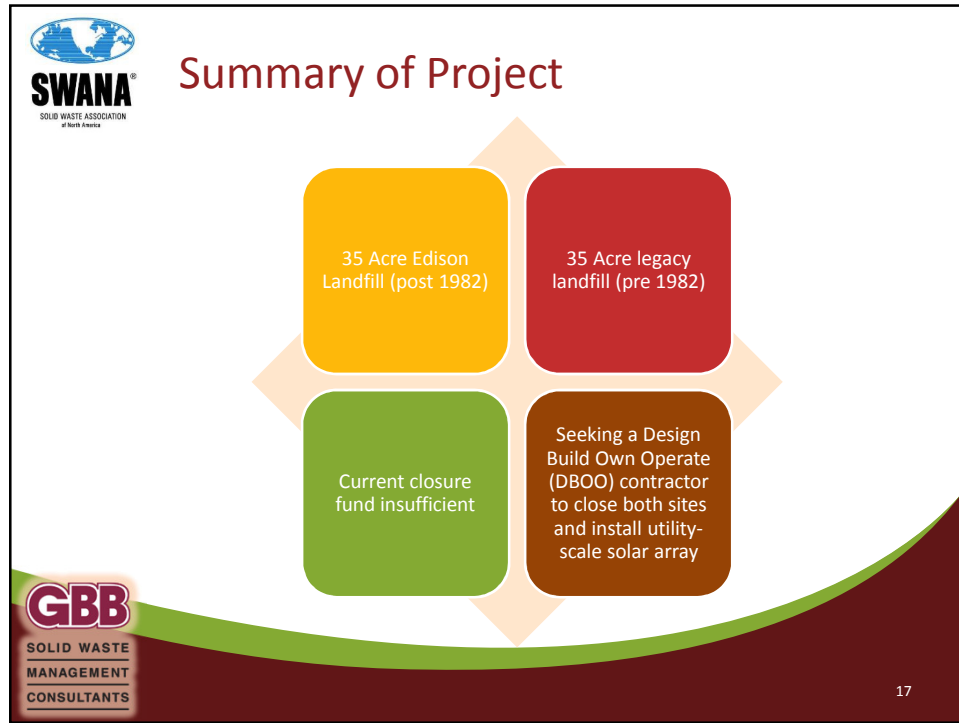 SWANA®
SOLID WASTE ASSOCIATION
of North America
Summary of Project
35 Acre Edison
Landfill (post 1982)
35 Acre legacy
landfill (pre 1982)
Current closure
fund insufficient
Seeking a Design
Build Own Operate
(DBOO) contractor
to close both sites
and install utility-
scale solar array
GBB
SOLID WASTE
MANAGEMENT
CONSULTANTS
17